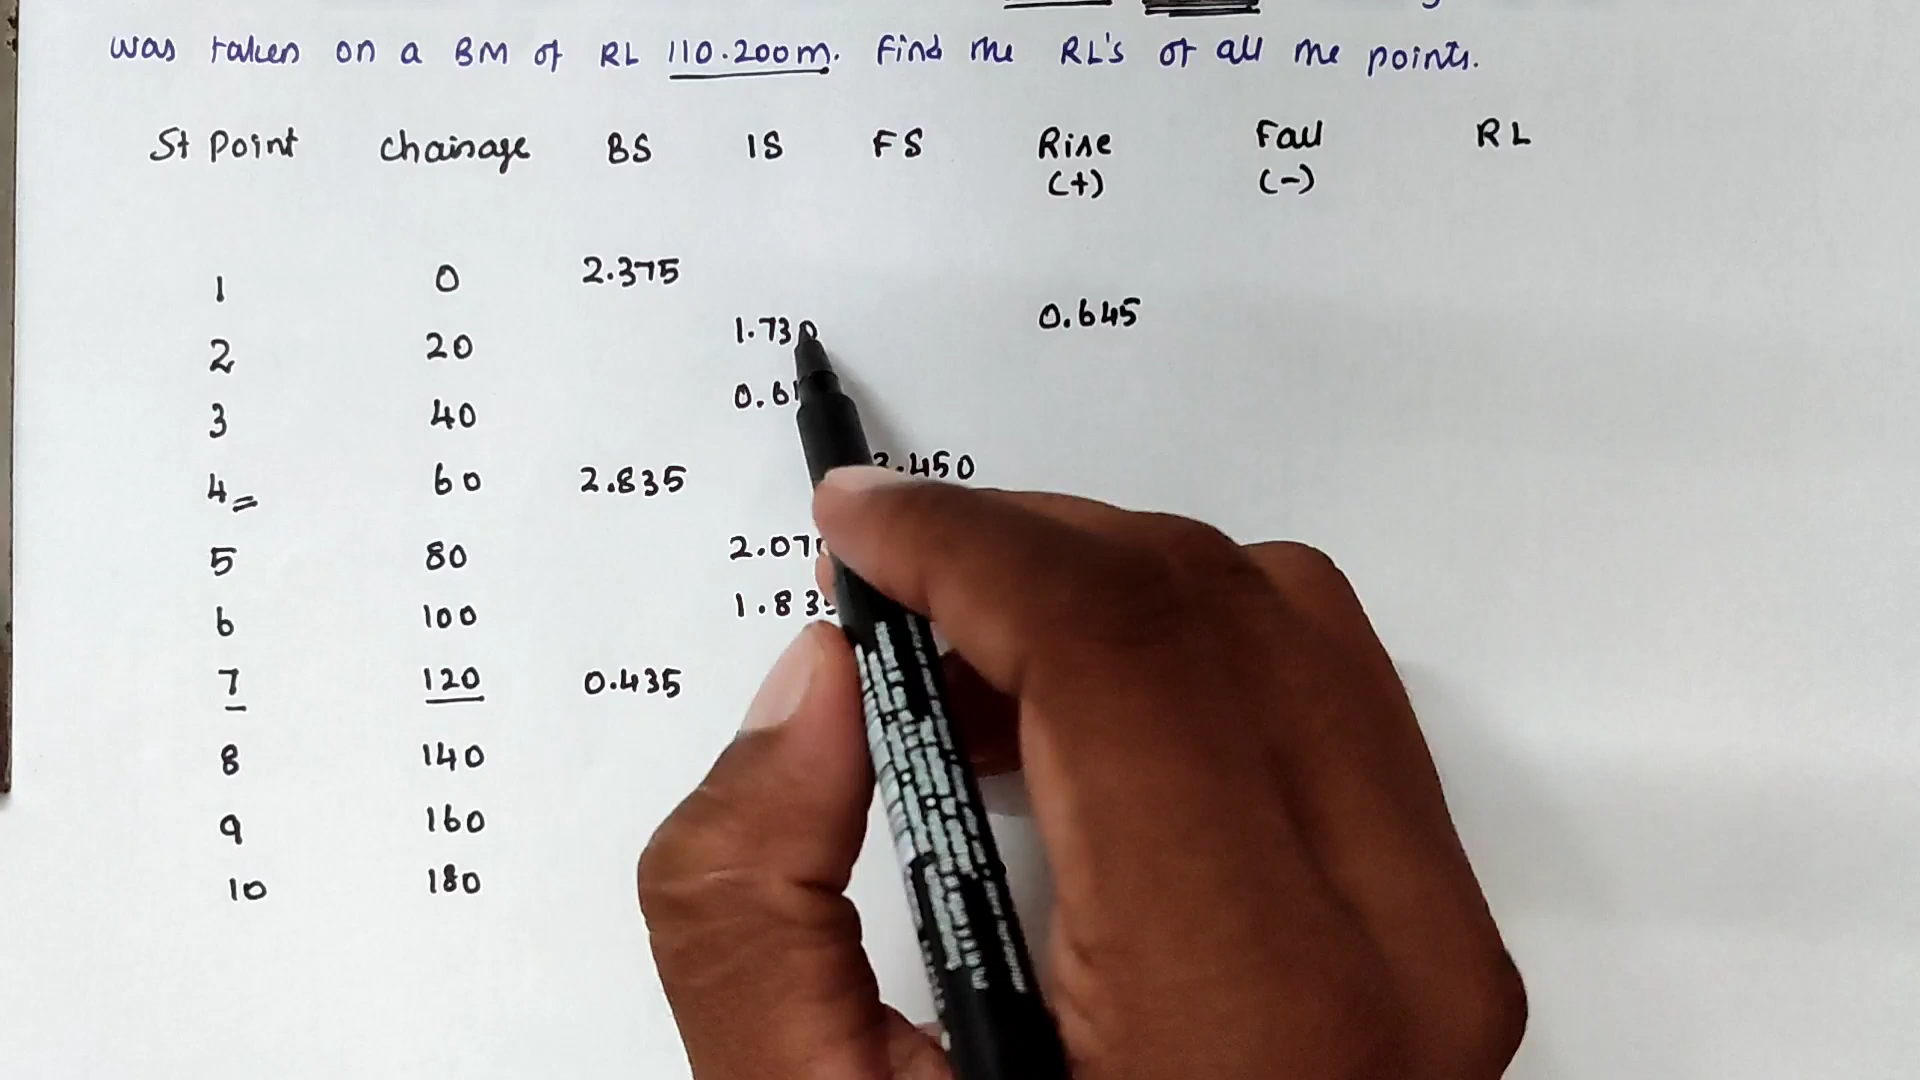 was taken on a BM of RL 110.200m. Find the RL's of all the points.
St Point Chainage BS IS FS Rise (+) Fall (-) RL
1 0 2.375
2 20 1.730 0.645
3 40
4 60 2.835
5 80
6 100
7 120 0.435
8 140
9 160
10 180